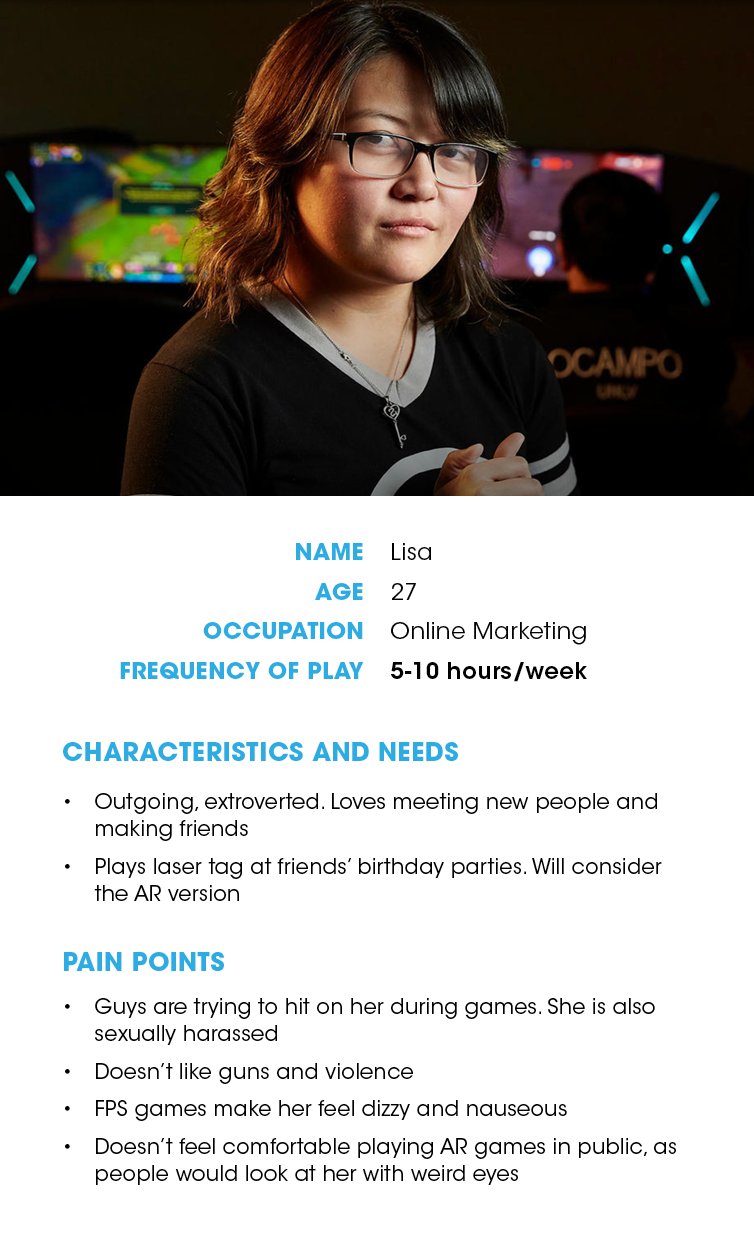 OCAMPO
UNLV
NAME Lisa
AGE 27
OCCUPATION Online Marketing
FREQUENCY OF PLAY 5-10 hours/week
CHARACTERISTICS AND NEEDS
• Outgoing, extroverted. Loves meeting new people and
making friends
• Plays laser tag at friends’ birthday parties. Will consider
the AR version
PAIN POINTS
• Guys are trying to hit on her during games. She is also
sexually harassed
• Doesn’t like guns and violence
• FPS games make her feel dizzy and nauseous
• Doesn’t feel comfortable playing AR games in public, as
people would look at her with weird eyes